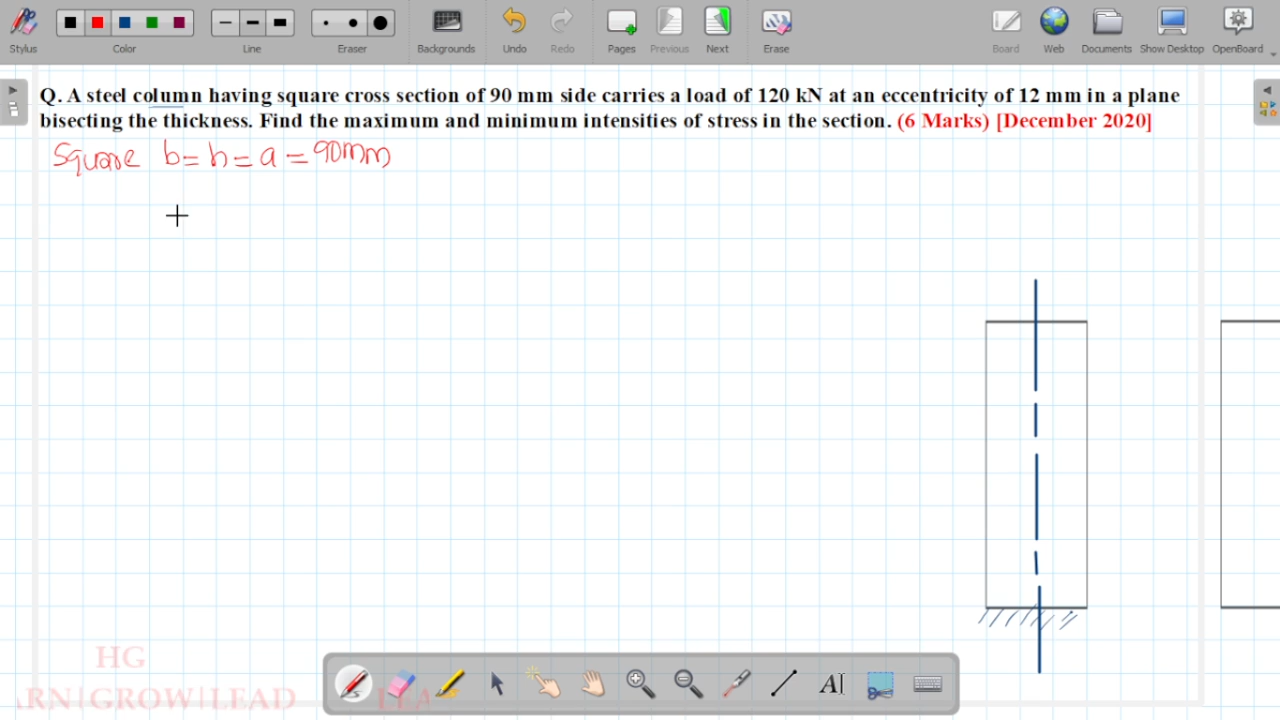 Stylus
Color
Line
Eraser
Backgrounds
Undo
Redo
Pages
Previous
Next
Erase
Board
Web
Documents
Show Desktop
OpenBoard
Q. A steel column having square cross section of 90 mm side carries a load of 120 kN at an eccentricity of 12 mm in a plane
bisecting the thickness. Find the maximum and minimum intensities of stress in the section. (6 Marks) [December 2020]
Square b = h = a = 90mm
HG
ARN|GROW|LEAD
LEA
AI